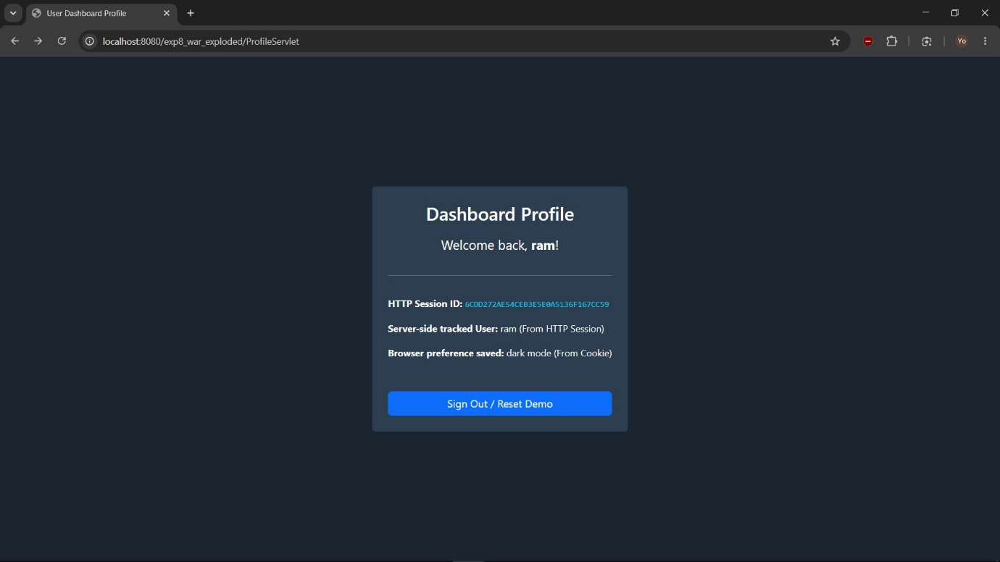 User Dashboard Profile
localhost:8080/exp8_war_exploded/ProfileServlet
Yo
Dashboard Profile
Welcome back, ram!
HTTP Session ID: 6CDD272AE54CEB3E5E0A5136F167CC59
Server-side tracked User: ram (From HTTP Session)
Browser preference saved: dark mode (From Cookie)
Sign Out / Reset Demo